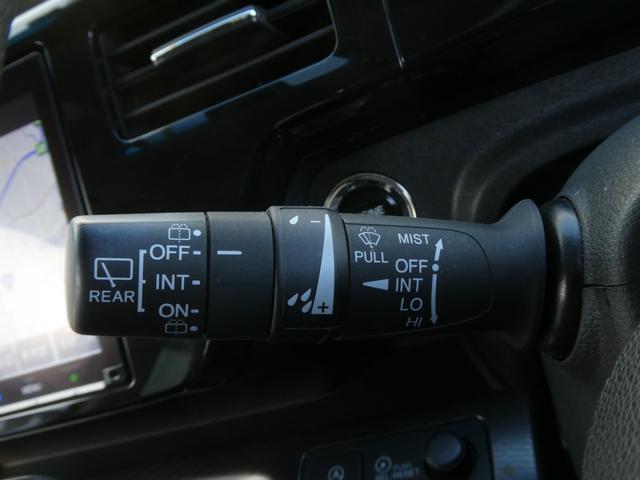 REAR
OFF
INT
ON
- +
PULL
MIST
OFF
INT
LO
HI